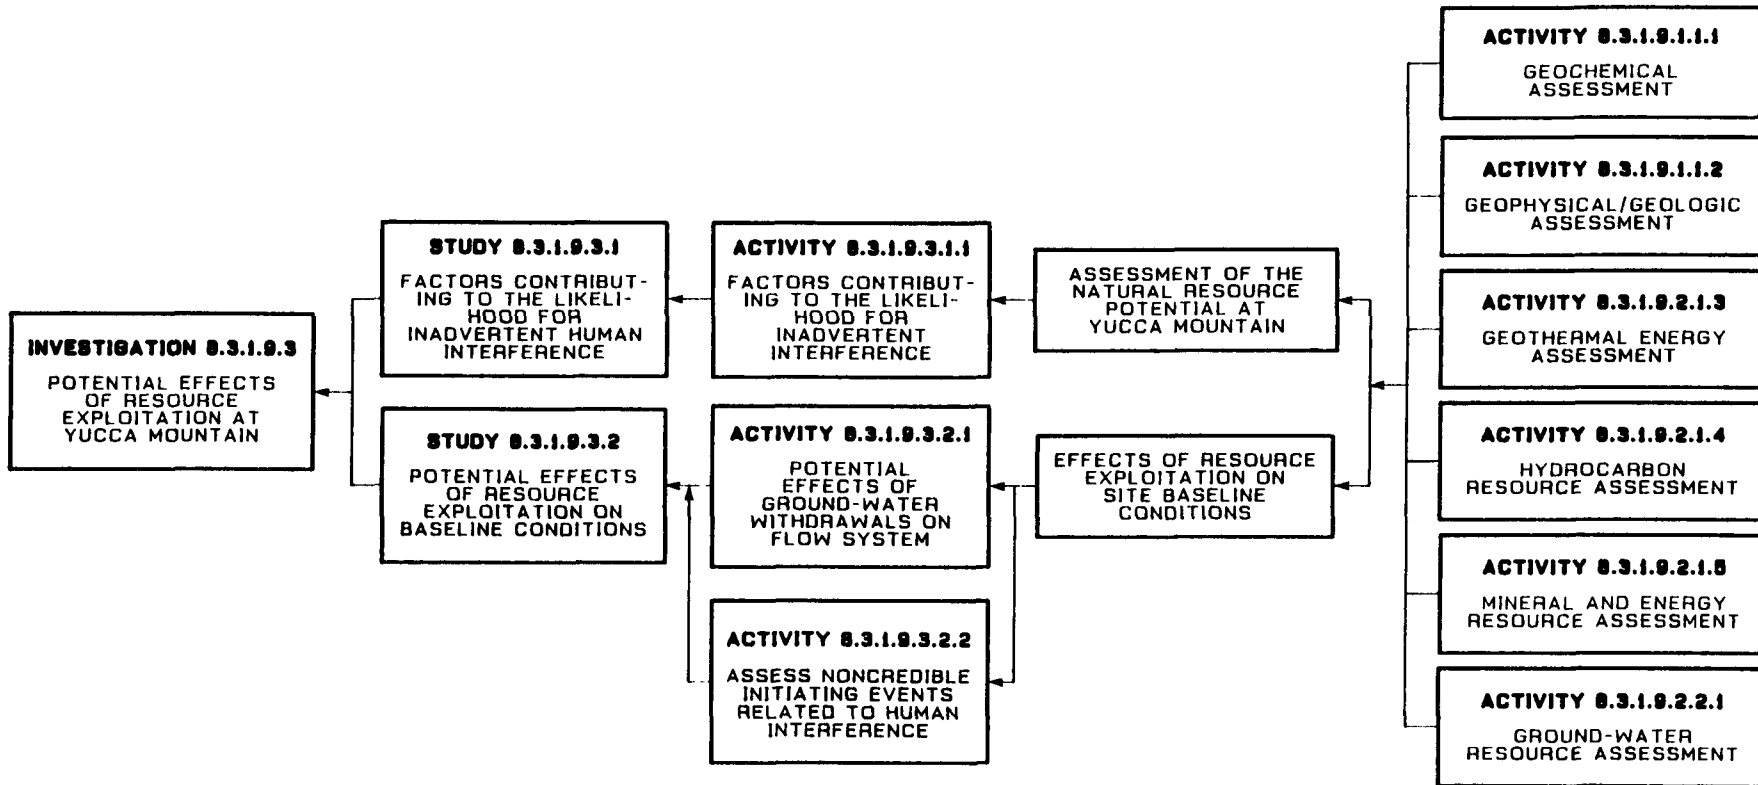 INVESTIGATION 8.3.1.9.3
POTENTIAL EFFECTS
OF RESOURCE
EXPLOITATION AT
YUCCA MOUNTAIN
STUDY 8.3.1.9.3.1
FACTORS CONTRIBUT-
ING TO THE LIKELI-
HOOD FOR
INADVERTENT HUMAN
INTERFERENCE
STUDY 8.3.1.9.3.2
POTENTIAL EFFECTS
OF RESOURCE
EXPLOITATION ON
BASELINE CONDITIONS
ACTIVITY 8.3.1.9.3.1.1
FACTORS CONTRIBUT-
ING TO THE LIKELI-
HOOD FOR
INADVERTENT
INTERFERENCE
ACTIVITY 8.3.1.9.3.2.1
POTENTIAL
EFFECTS OF
GROUND-WATER
WITHDRAWALS ON
FLOW SYSTEM
ACTIVITY 8.3.1.9.3.2.2
ASSESS NONCREDIBLE
INITIATING EVENTS
RELATED TO HUMAN
INTERFERENCE
ASSESSMENT OF THE
NATURAL RESOURCE
POTENTIAL AT
YUCCA MOUNTAIN
EFFECTS OF RESOURCE
EXPLOITATION ON
SITE BASELINE
CONDITIONS
ACTIVITY 8.3.1.9.1.1.1
GEOCHEMICAL
ASSESSMENT
ACTIVITY 8.3.1.9.1.1.2
GEOPHYSICAL/GEOLOGIC
ASSESSMENT
ACTIVITY 8.3.1.9.2.1.3
GEOTHERMAL ENERGY
ASSESSMENT
ACTIVITY 8.3.1.9.2.1.4
HYDROCARBON
RESOURCE ASSESSMENT
ACTIVITY 8.3.1.9.2.1.5
MINERAL AND ENERGY
RESOURCE ASSESSMENT
ACTIVITY 8.3.1.9.2.2.1
GROUND-WATER
RESOURCE ASSESSMENT